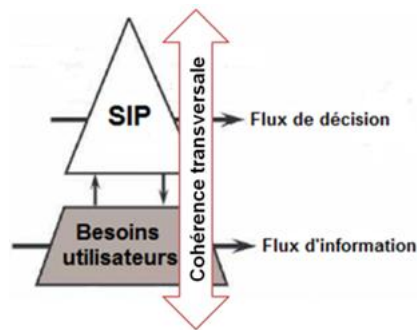 SIP
Cohérence transversale
Flux de décision
Besoins
utilisateurs
Flux d'information